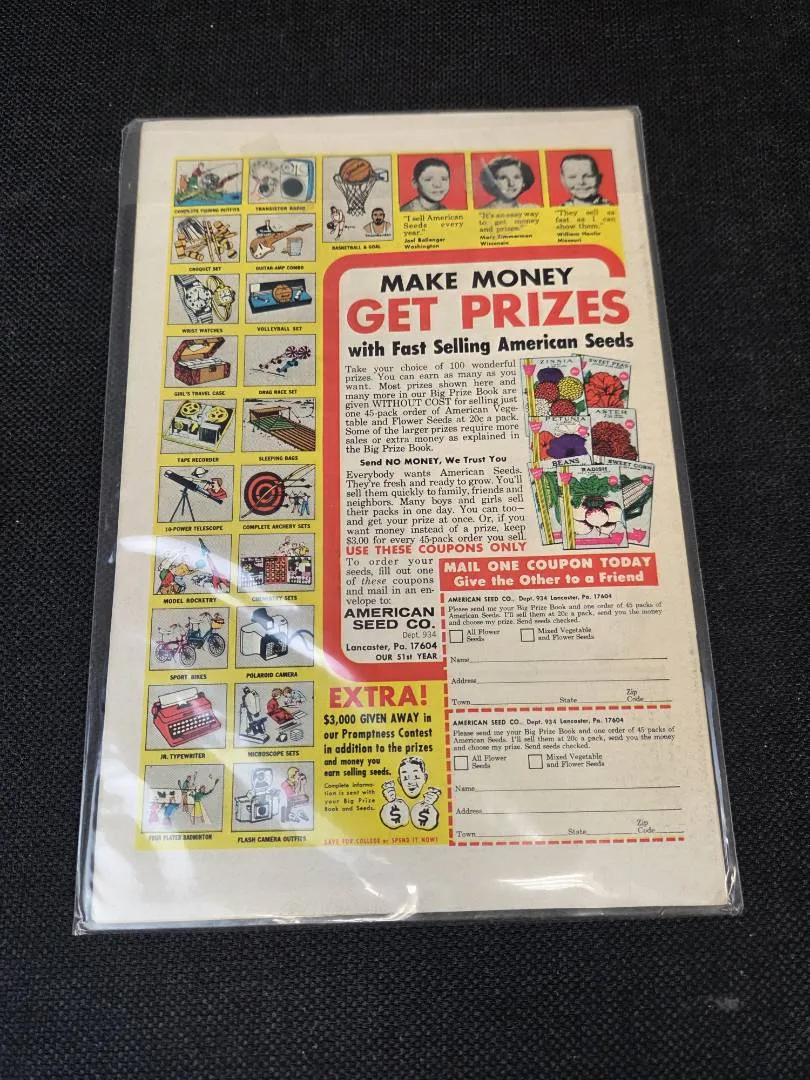 COMPLETE FISHING OUTFITS
TRANSISTOR RADIO
CROQUET SET
GUITAR-AMP COMBO
WRIST WATCHES
VOLLEYBALL SET
GIRL'S TRAVEL CASE
DRAG RACE SET
TAPE RECORDER
SLEEPING BAGS
10-POWER TELESCOPE
COMPLETE ARCHERY SETS
MODEL ROCKETRY
CHEMISTRY SETS
SPORT BIKES
POLAROID CAMERA
JR. TYPEWRITER
MICROSCOPE SETS
FOUR PLAYER BADMINTON
FLASH CAMERA OUTFITS
BASKETBALL & GOAL
"I sell American
Seeds every
year."
Joel Ballenger
Washington
"It's an easy way
to get money
and prizes."
Mary Zimmerman
Wisconsin
"They sell as
fast as I can
show them."
William
Missouri
MAKE MONEY
GET PRIZES
with Fast Selling American Seeds
Take your choice of 100 wonderful
prizes. You can earn as many as you
want. Most prizes shown here and
many more in our Big Prize Book are
given WITHOUT COST for selling just
one 45-pack order of American Vege-
table and Flower Seeds at 20c a pack.
Some of the larger prizes require more
sales or extra money as explained in
the Big Prize Book.
Send NO MONEY, We Trust You
Everybody wants American Seeds.
They're fresh and ready to grow. You'll
sell them quickly to family, friends and
neighbors. Many boys and girls sell
their packs in one day. You can too—
and get your prize at once. Or, if you
want money instead of a prize, keep
$3.00 for every 45-pack order you sell.
ZINNIA
SWEET PEAS
PETUNIA
ASTER
BEANS
RADISH
SWEET CORN
USE THESE COUPONS ONLY
To order your
seeds, fill out one
of these coupons
and mail in an en-
velope to:
AMERICAN
SEED CO.
Dept. 934
Lancaster, Pa. 17604
OUR 51st YEAR
EXTRA!
$3,000 GIVEN AWAY in
our Promptness Contest
in addition to the prizes
and money you
earn selling seeds.
Complete informa-
tion is sent with
your Big Prize
Book and Seeds.
$ $
SAVE FOR COLLEGE or SPEND IT NOW!
MAIL ONE COUPON TODAY
Give the Other to a Friend
AMERICAN SEED CO., Dept. 934 Lancaster, Pa. 17604
Please send me your Big Prize Book and one order of 45 packs of
American Seeds. I'll sell them at 20c a pack, send you the money
and choose my prize. Send seeds checked.
All Flower
Seeds
Mixed Vegetable
and Flower Seeds
Name
Address
Town State Zip Code
AMERICAN SEED CO., Dept. 934 Lancaster, Pa. 17604
Please send me your Big Prize Book and one order of 45 packs of
American Seeds. I'll sell them at 20c a pack, send you the money
and choose my prize. Send seeds checked.
All Flower
Seeds
Mixed Vegetable
and Flower Seeds
Name
Address
Town State Zip Code